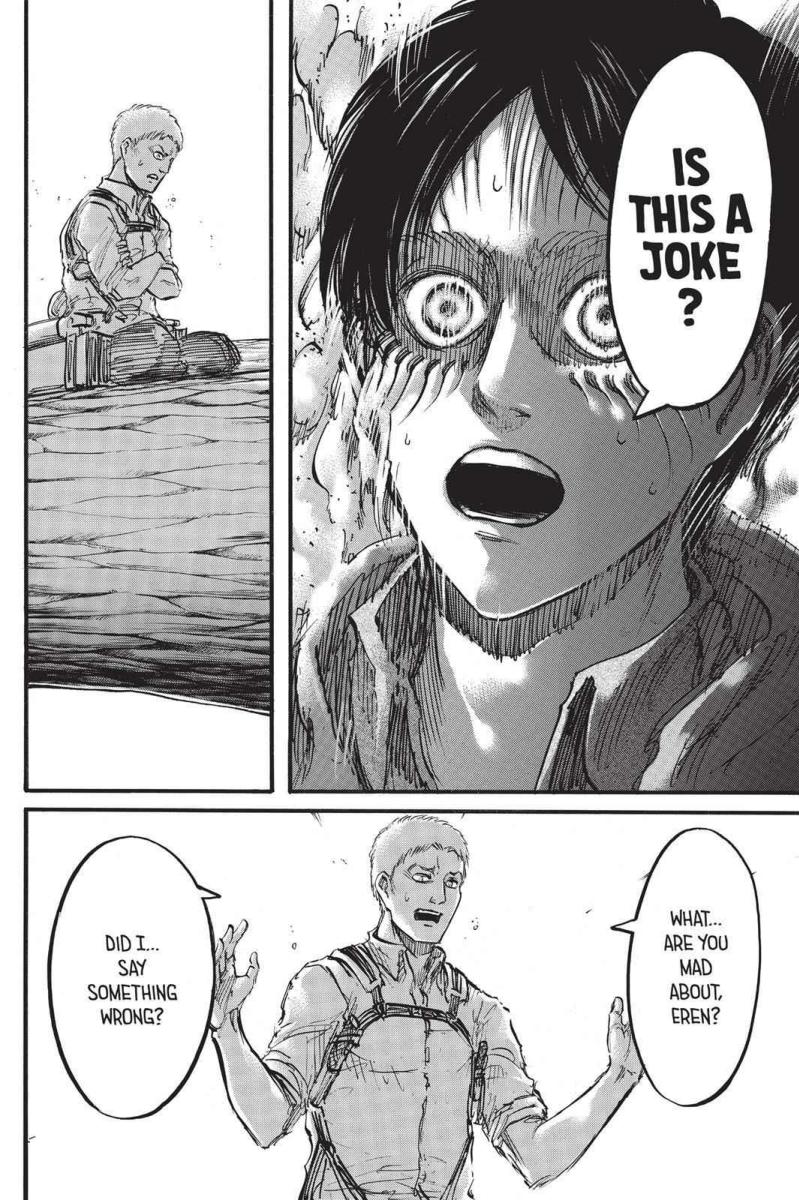 IS
THIS A
JOKE
?
WHAT...
ARE YOU
MAD
ABOUT,
EREN?
DID I...
SAY
SOMETHING
WRONG?